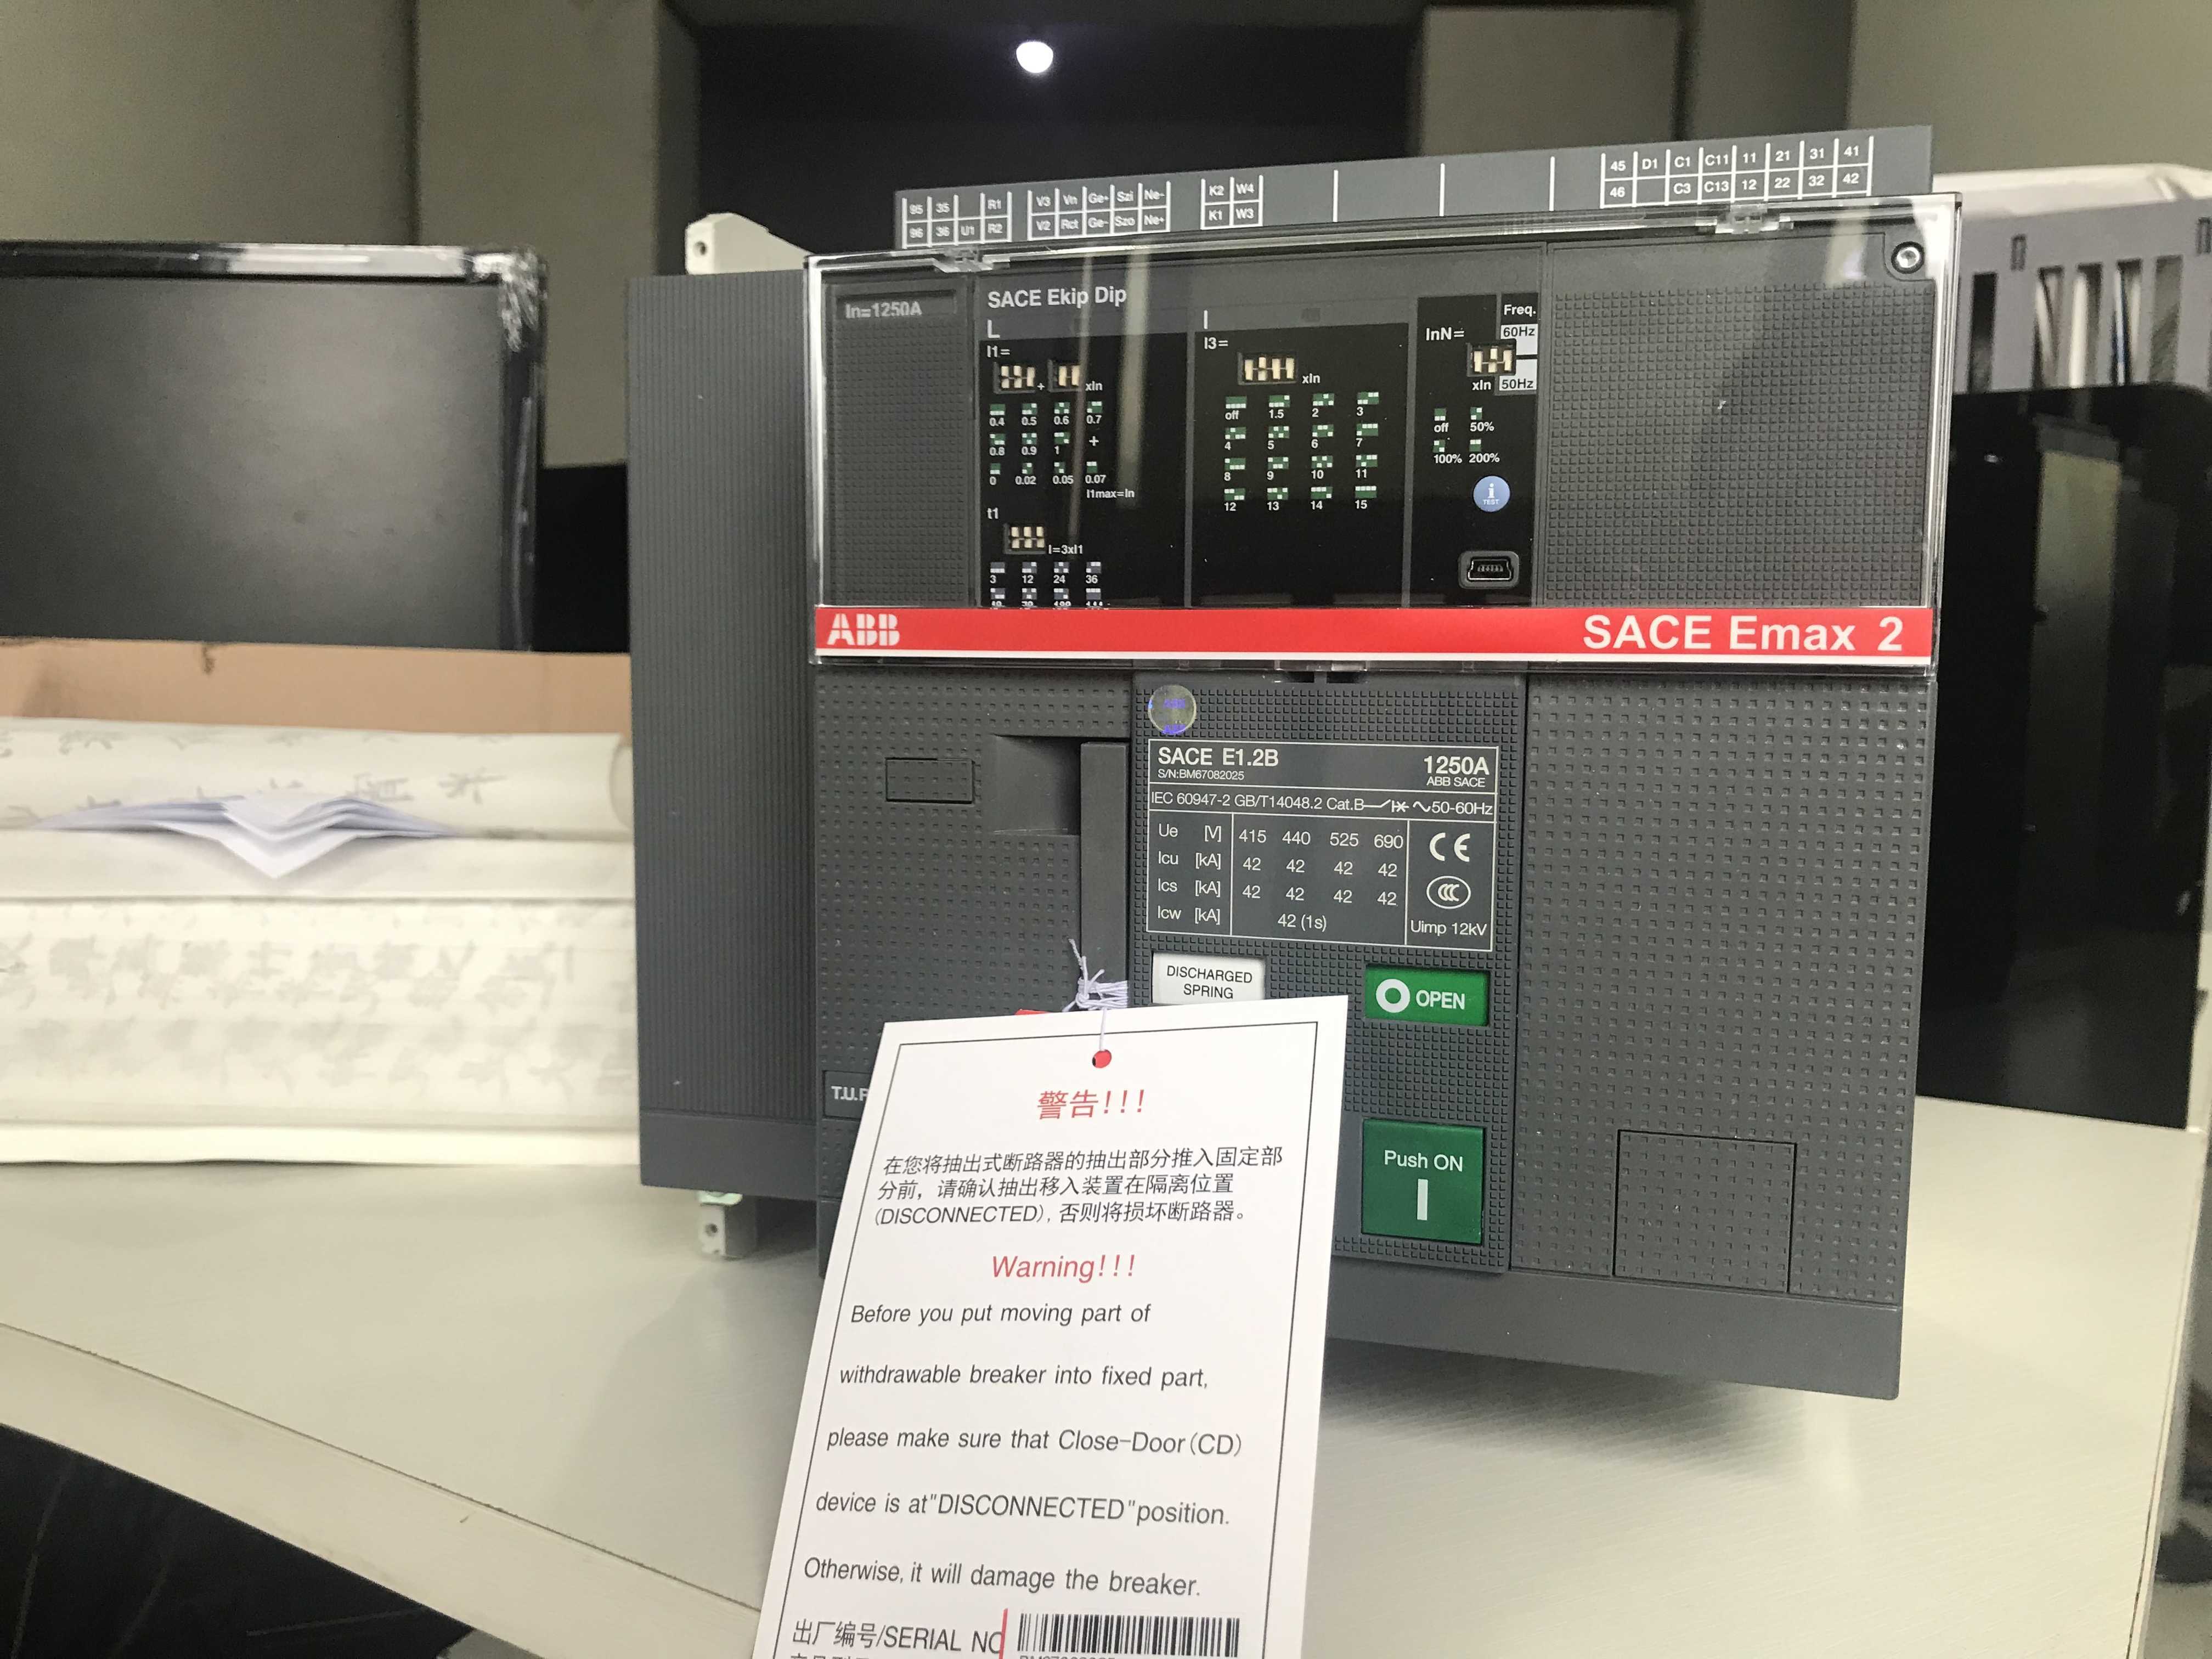 45 D1 C1 C11 11 21 31 41
46 C3 C13 12 22 32 42
95 35 R1 V3 Vn Ge+ Szi Ne- K2 W4
96 36 U1 R2 V2 Rct Ge- Szo Ne+ K1 W3
In=1250A
SACE Ekip Dip
L
I1=
+ xIn
0.4 0.5 0.6 0.7
0.8 0.9 1 +
0 0.02 0.05 0.07
I1max=In
t1
I=3xI1
3 12 24 36
I
I3=
xIn
off 1.5 2 3
4 5 6 7
8 9 10 11
12 13 14 15
Freq.
InN= 60Hz
xIn 50Hz
off 50%
100% 200%
i
TEST
ABB SACE Emax 2
SACE E1.2B 1250A
S/N:BM67082025 ABB SACE
IEC 60947-2 GB/T14048.2 Cat.B 50-60Hz
Ue [V] 415 440 525 690
Icu [kA] 42 42 42 42
Ics [kA] 42 42 42 42
Icw [kA] 42 (1s)
CE
CCC
Uimp 12kV
DISCHARGED
SPRING
OPEN
Push ON
I
警告!!!
在您将抽出式断路器的抽出部分推入固定部
分前，请确认抽出移入装置在隔离位置
(DISCONNECTED), 否则将损坏断路器。
Warning!!!
Before you put moving part of
withdrawable breaker into fixed part,
please make sure that Close-Door(CD)
device is at"DISCONNECTED"position.
Otherwise, it will damage the breaker.
出厂编号/SERIAL NO